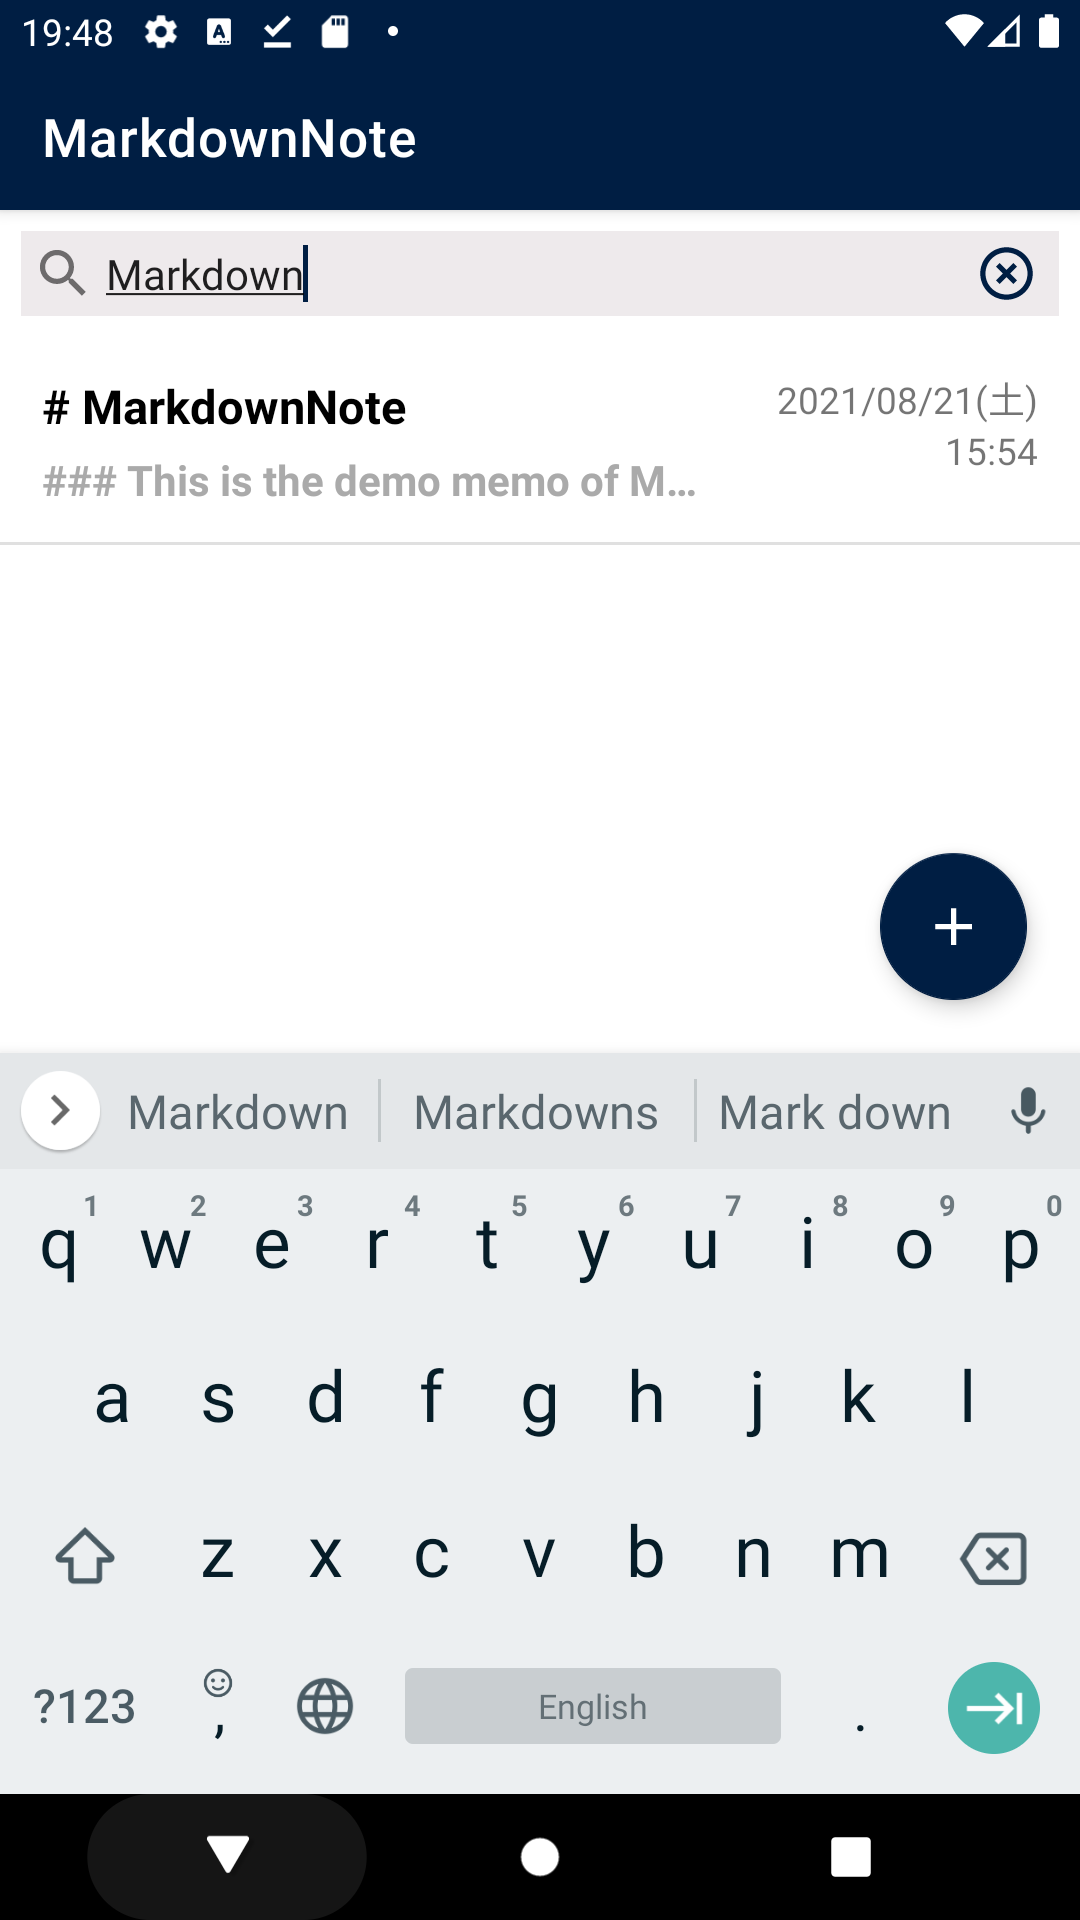 19:48
MarkdownNote
Markdown
# MarkdownNote
2021/08/21(土)
15:54
### This is the demo memo of M...
Markdown
Markdowns
Mark down
1 2 3 4 5 6 7 8 9 0
q w e r t y u i o p
a s d f g h j k l
z x c v b n m
?123 , English .